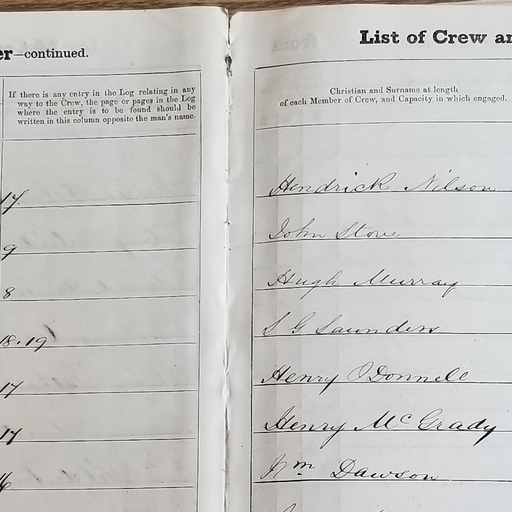 er—continued.
If there is any entry in the Log relating in any
way to the Crew, the page or pages in the Log
where the entry is to be found should be
written in this column opposite the man's name.
17
9
8
18.19
17
17
16
List of Crew an
Christian and Surname at length
of each Member of Crew, and Capacity in which engaged.
Hendrick Nilson
John Stove
Hugh Murray
S G Saunders
Henry O'Donnell
Henry McGrady
Wm Dawson